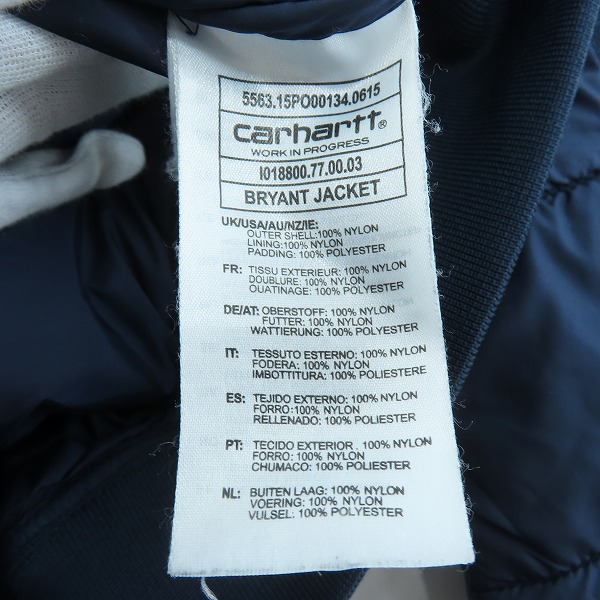 5563.15PO00134.0615
carhartt®
WORK IN PROGRESS
I018800.77.00.03
BRYANT JACKET
UK/USA/AU/NZ/IE:
OUTER SHELL:100% NYLON
LINING:100% NYLON
PADDING: 100% POLYESTER
FR: TISSU EXTERIEUR: 100% NYLON
DOUBLURE: 100% NYLON
OUATINAGE: 100% POLYESTER
DE/AT: OBERSTOFF: 100% NYLON
FUTTER: 100% NYLON
WATTIERUNG: 100% POLYESTER
IT: TESSUTO ESTERNO: 100% NYLON
FODERA: 100% NYLON
IMBOTTITURA: 100% POLIESTERE
ES: TEJIDO EXTERNO: 100% NYLON
FORRO: 100% NYLON
RELLENADO: 100% POLYESTER
PT: TECIDO EXTERIOR: 100% NYLON
FORRO: 100% NYLON
CHUMACO: 100% POLYESTER
NL: BUITEN LAAG: 100% NYLON
VOERING: 100% NYLON
VULSEL: 100% POLYESTER